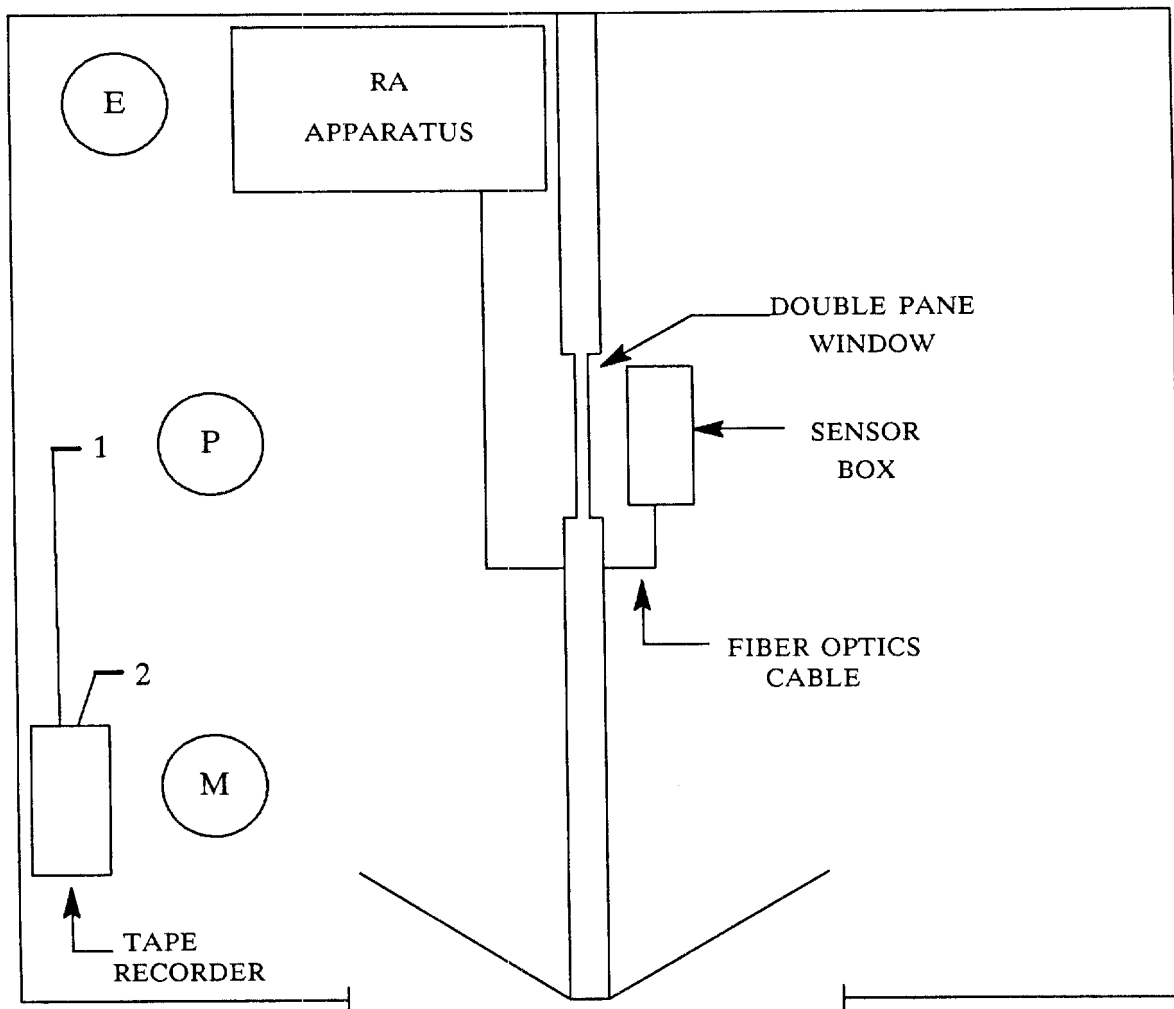 E
RA
APPARATUS
DOUBLE PANE
WINDOW
1
P
SENSOR
BOX
2
FIBER OPTICS
CABLE
M
TAPE
RECORDER